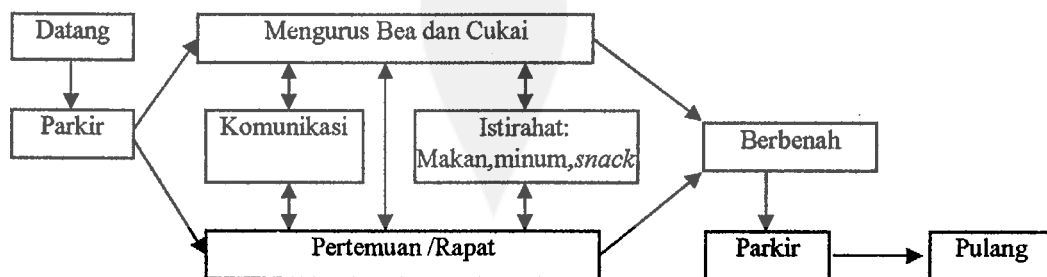 Datang
Mengurus Bea dan Cukai
Parkir
Komunikasi
Istirahat:
Makan,minum,snack
Berbenah
Pertemuan /Rapat
Parkir
Pulang